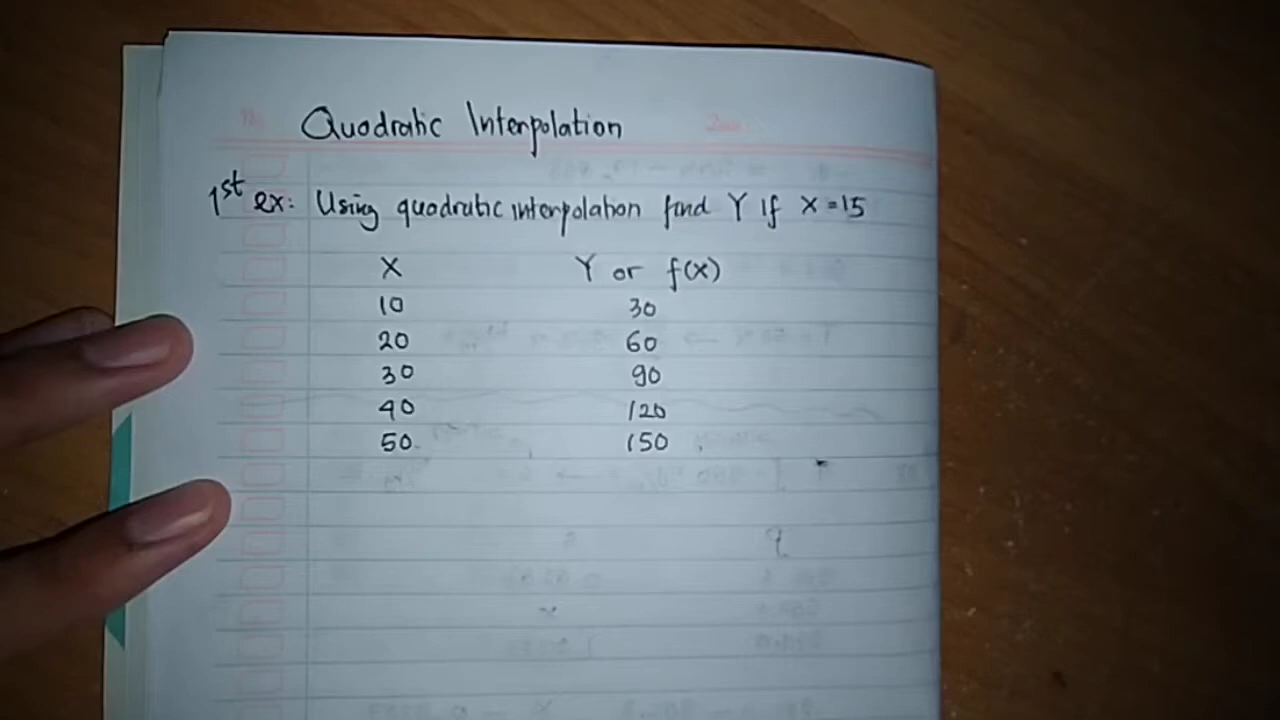 Quadratic Interpolation
1st ex: Using quadratic interpolation find Y if X = 15
X Y or f(x)
10 30
20 60
30 90
40 120
50 150